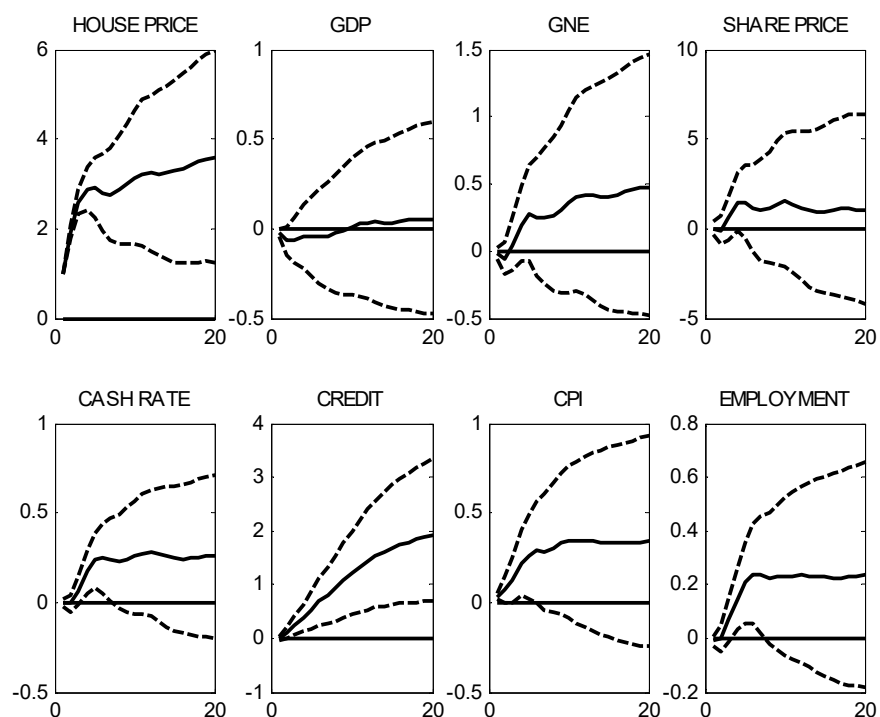 HOUSE PRICE GDP GNE SHARE PRICE
6 1 1.5 10
4 0.5 1 5
2 0 0.5 0
0 -0.5 0 -5
-0.5
0 20 0 20 0 20 0 20
CASH RATE CREDIT CPI EMPLOYMENT
1 4 1 0.8
3 0.6
0.5 2 0.5 0.4
0 1 0 0.2
0 0
-0.5 -1 -0.5 -0.2
0 20 0 20 0 20 0 20